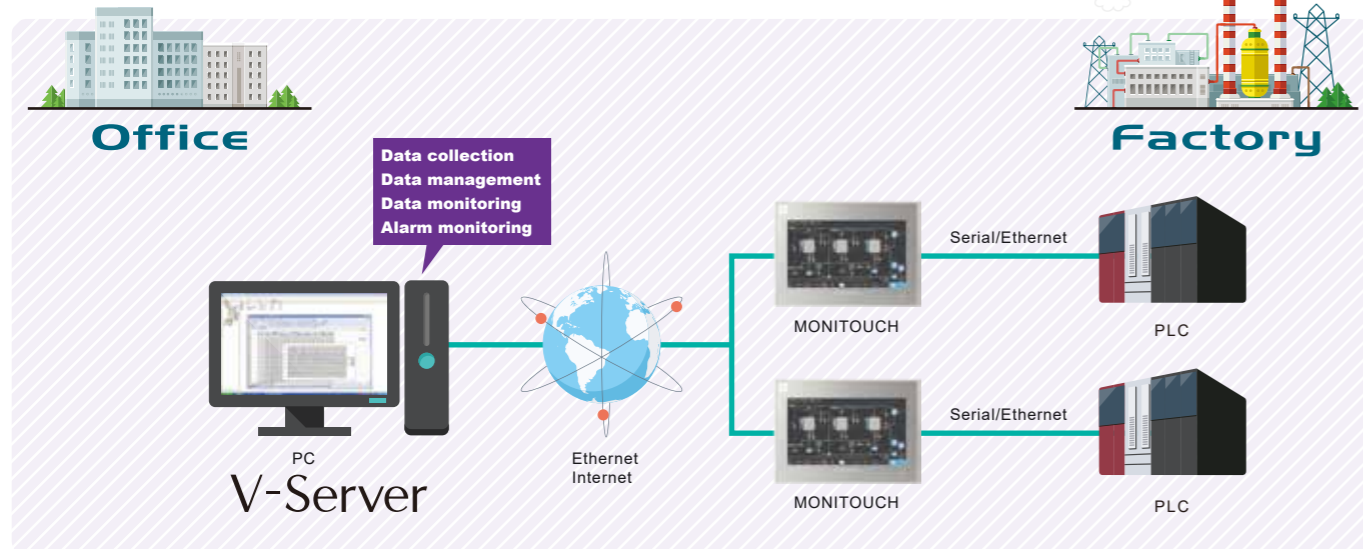 Office
Factory
Data collection
Data management
Data monitoring
Alarm monitoring
Serial/Ethernet
MONITOUCH
PLC
Serial/Ethernet
PC
V-Server
Ethernet
Internet
MONITOUCH
PLC